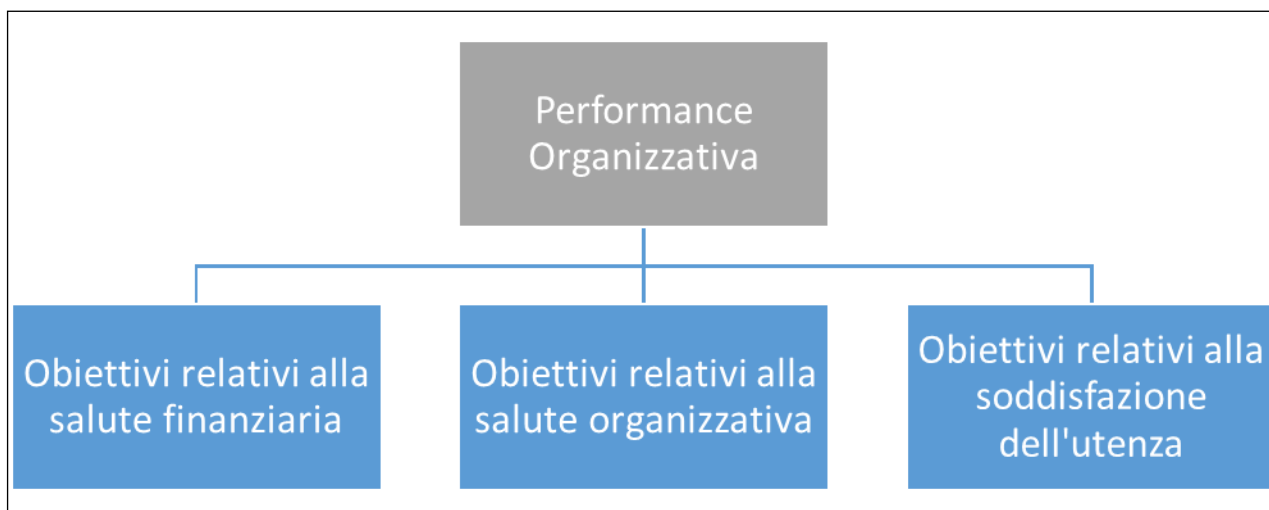 Performance
Organizzativa
Obiettivi relativi alla
salute finanziaria
Obiettivi relativi alla
salute organizzativa
Obiettivi relativi alla
soddisfazione
dell'utenza